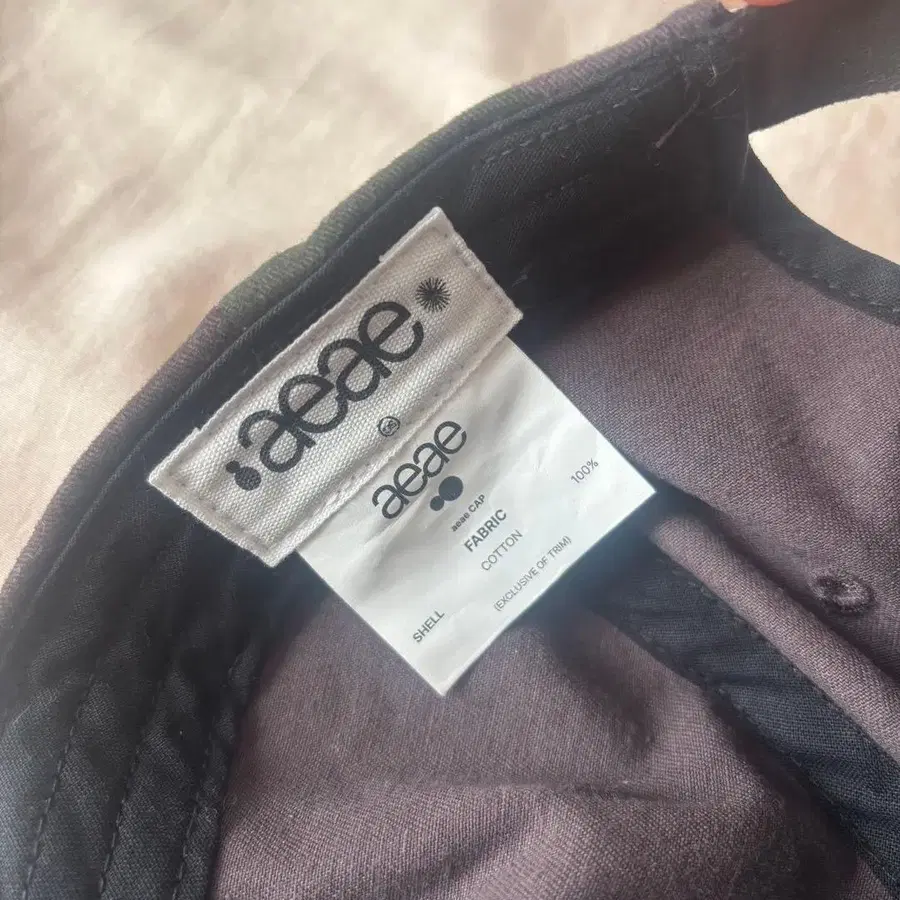 aeae
aeae
aeae CAP
FABRIC
SHELL COTTON 100%
(EXCLUSIVE OF TRIM)